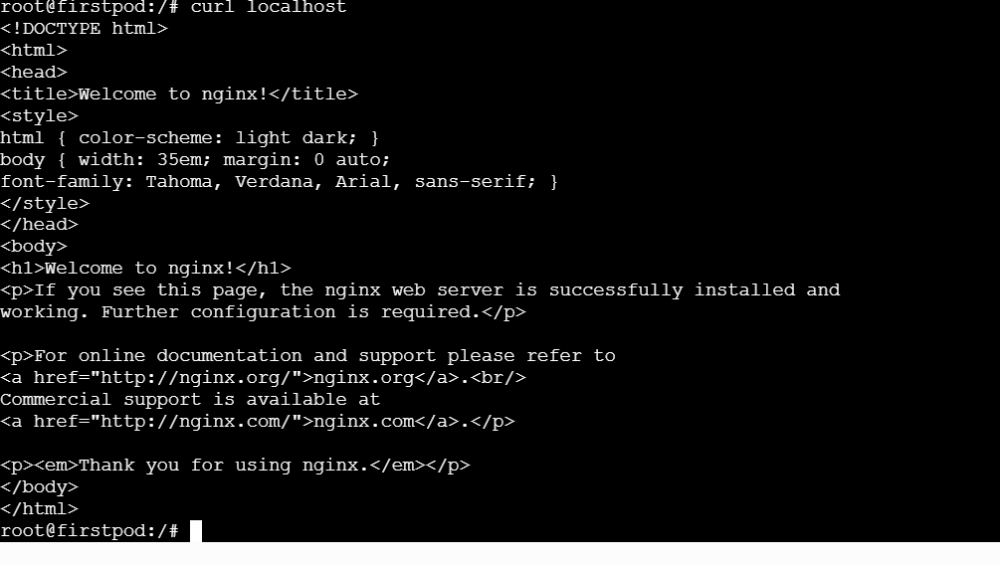 root@firstpod:/# curl localhost
<!DOCTYPE html>
<html>
<head>
<title>Welcome to nginx!</title>
<style>
html { color-scheme: light dark; }
body { width: 35em; margin: 0 auto;
font-family: Tahoma, Verdana, Arial, sans-serif; }
</style>
</head>
<body>
<h1>Welcome to nginx!</h1>
<p>If you see this page, the nginx web server is successfully installed and
working. Further configuration is required.</p>

<p>For online documentation and support please refer to
<a href="http://nginx.org/">nginx.org</a>.<br/>
Commercial support is available at
<a href="http://nginx.com/">nginx.com</a>.</p>

<p><em>Thank you for using nginx.</em></p>
</body>
</html>
root@firstpod:/#